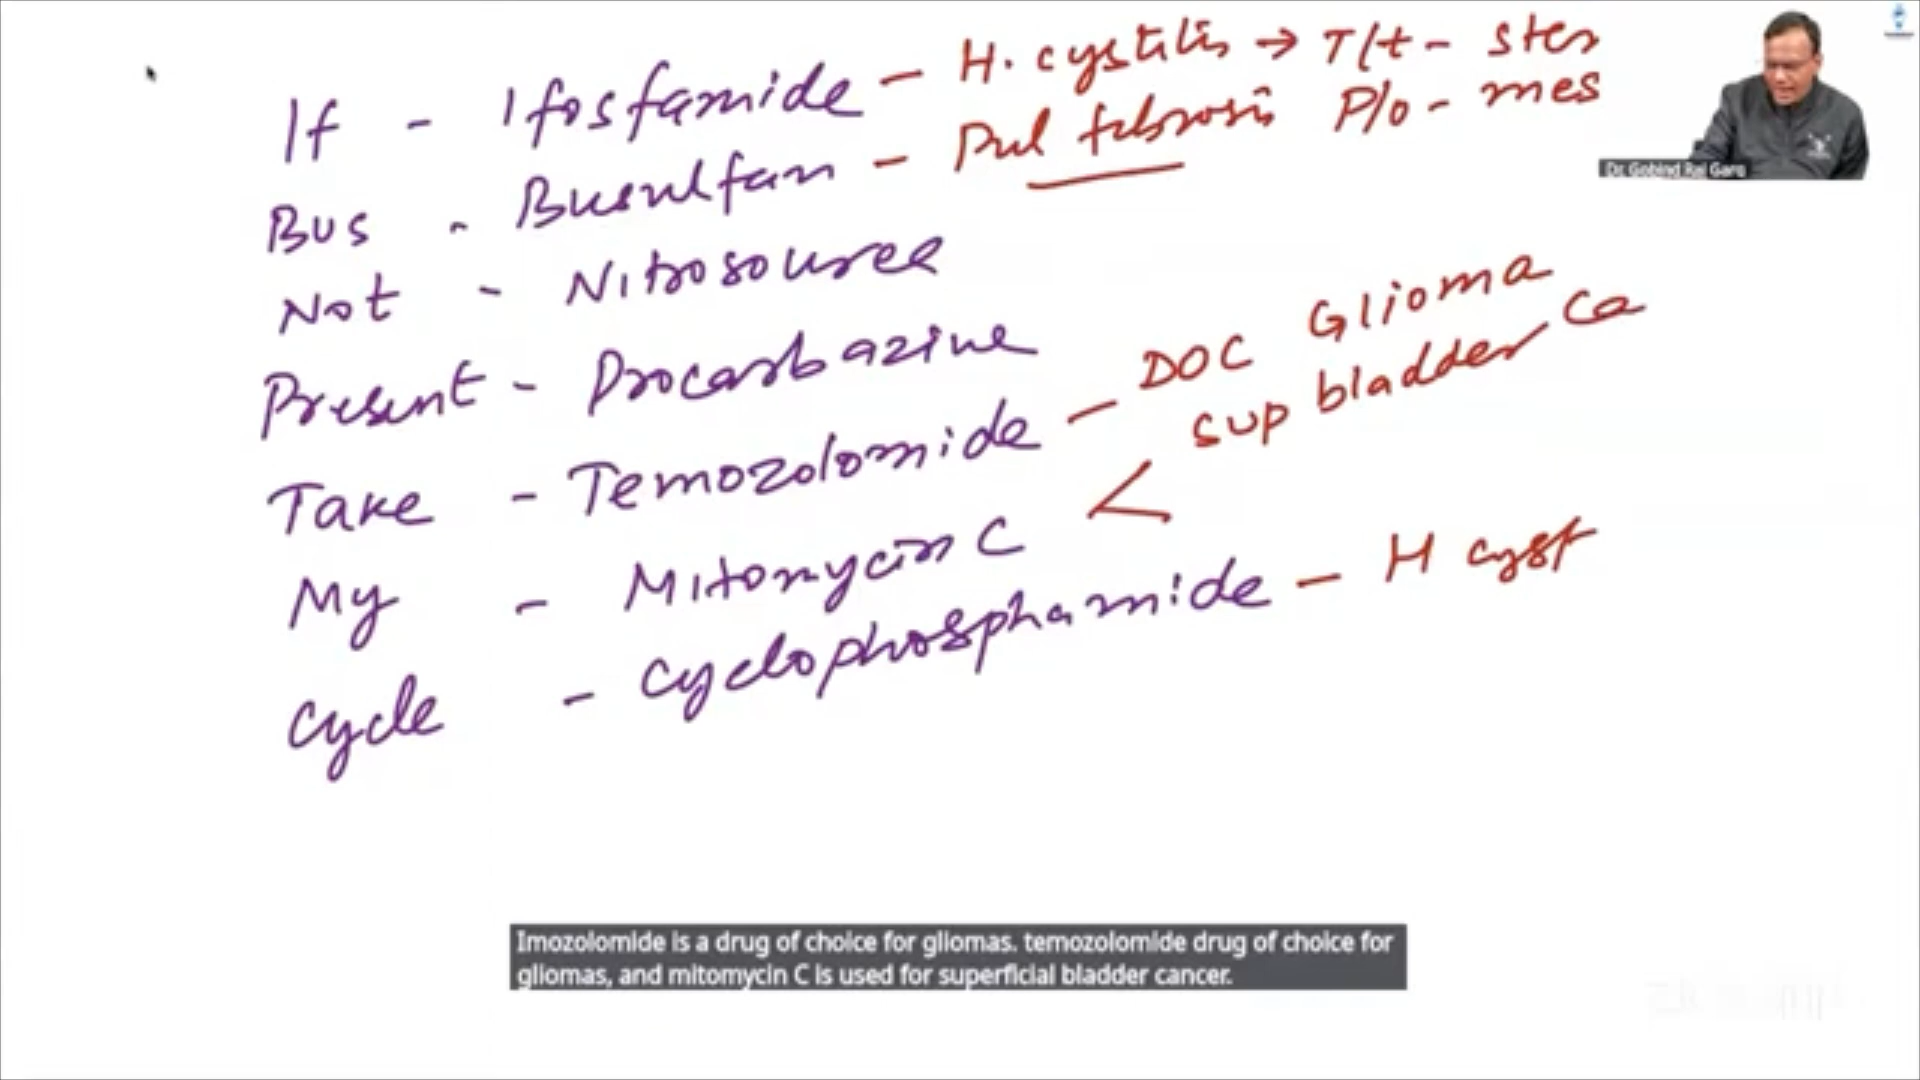 If - Ifosfamide - H. cystitis → T/t -
Bus - Busulfan - Pul fibrosis P/o - mes
Not - Nitrosourea
Present - Procarbazine
Take - Temozolomide - DOC Glioma
My - Mitomycin C < sup bladder Ca
Cycle - Cyclophosphamide - H cyst
Dr Gobind Rai Garg
Imozolomide is a drug of choice for gliomas. temozolomide drug of choice for
gliomas, and mitomycin C is used for superficial bladder cancer.